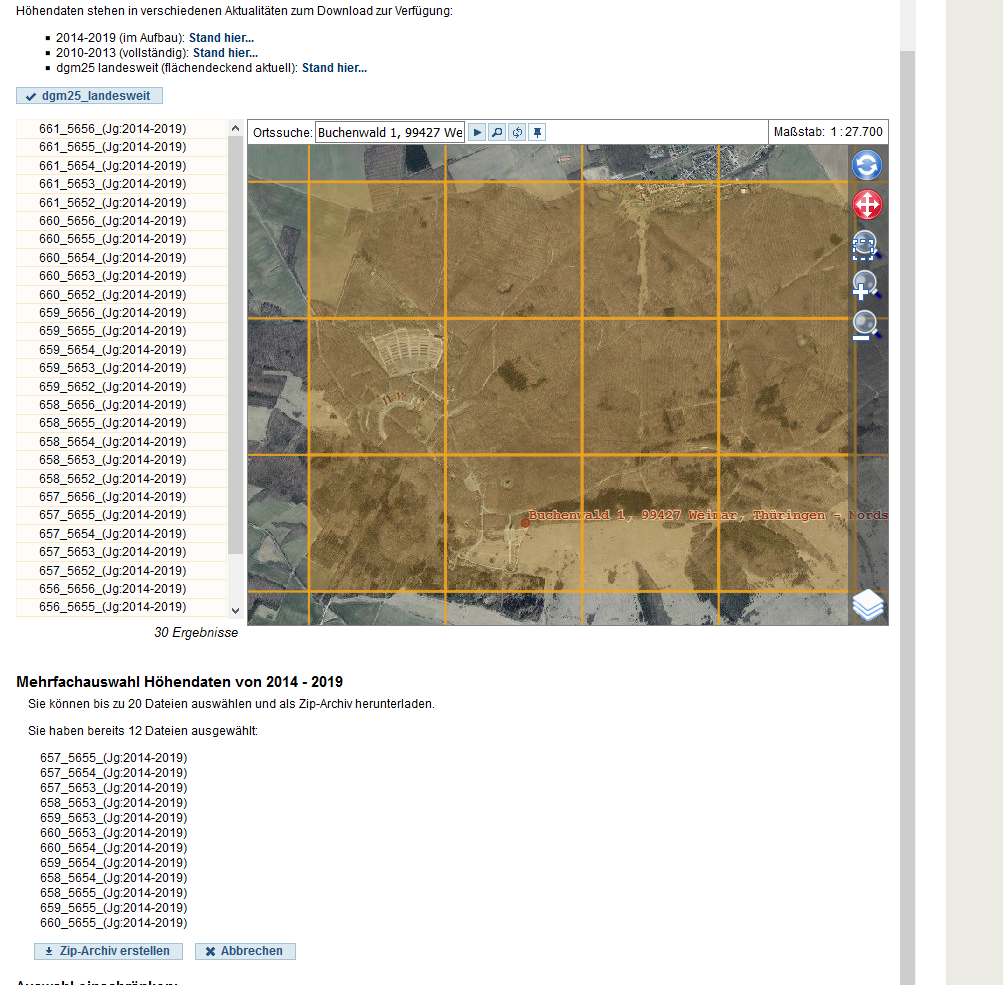 Höhendaten stehen in verschiedenen Aktualitäten zum Download zur Verfügung:
2014-2019 (im Aufbau): Stand hier...
2010-2013 (vollständig): Stand hier...
dgm25 landesweit (flächendeckend aktuell): Stand hier...
dgm25_landesweit
661_5656_(Jg:2014-2019)
661_5655_(Jg:2014-2019)
661_5654_(Jg:2014-2019)
661_5653_(Jg:2014-2019)
661_5652_(Jg:2014-2019)
660_5656_(Jg:2014-2019)
660_5655_(Jg:2014-2019)
660_5654_(Jg:2014-2019)
660_5653_(Jg:2014-2019)
660_5652_(Jg:2014-2019)
659_5656_(Jg:2014-2019)
659_5655_(Jg:2014-2019)
659_5654_(Jg:2014-2019)
659_5653_(Jg:2014-2019)
659_5652_(Jg:2014-2019)
658_5656_(Jg:2014-2019)
658_5655_(Jg:2014-2019)
658_5654_(Jg:2014-2019)
658_5653_(Jg:2014-2019)
658_5652_(Jg:2014-2019)
657_5656_(Jg:2014-2019)
657_5655_(Jg:2014-2019)
657_5654_(Jg:2014-2019)
657_5653_(Jg:2014-2019)
657_5652_(Jg:2014-2019)
656_5656_(Jg:2014-2019)
656_5655_(Jg:2014-2019)
30 Ergebnisse
Ortssuche: Buchenwald 1, 99427 We
Maßstab: 1:27.700
Buchenwald 1, 99427 Weimar, Thüringen - Nords
Mehrfachauswahl Höhendaten von 2014 - 2019
Sie können bis zu 20 Dateien auswählen und als Zip-Archiv herunterladen.
Sie haben bereits 12 Dateien ausgewählt:
657_5655_(Jg:2014-2019)
657_5654_(Jg:2014-2019)
657_5653_(Jg:2014-2019)
658_5653_(Jg:2014-2019)
659_5653_(Jg:2014-2019)
660_5653_(Jg:2014-2019)
660_5654_(Jg:2014-2019)
659_5654_(Jg:2014-2019)
658_5654_(Jg:2014-2019)
658_5655_(Jg:2014-2019)
659_5655_(Jg:2014-2019)
660_5655_(Jg:2014-2019)
Zip-Archiv erstellen
Abbrechen
Auswahl einschränken: